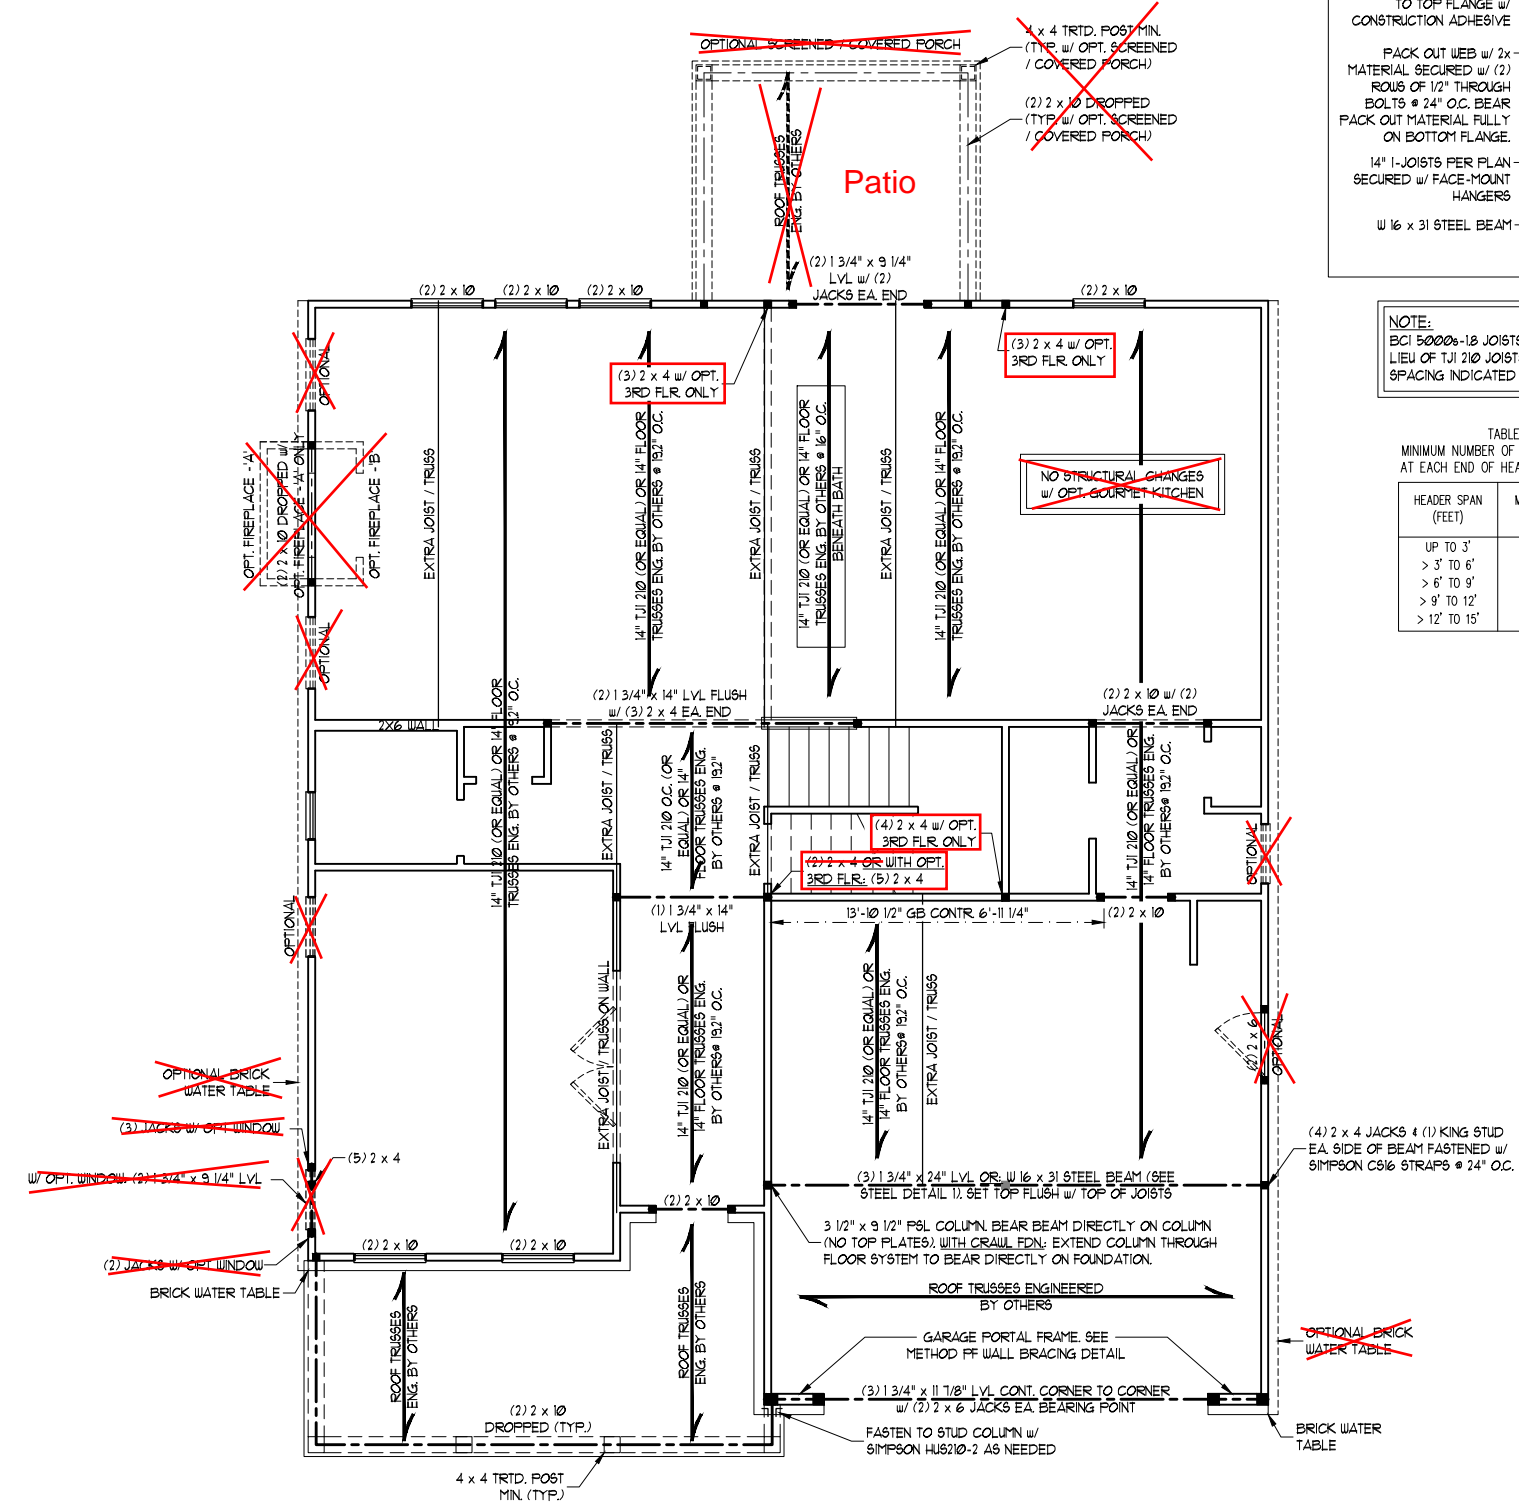 TO TOP FLANGE w/
CONSTRUCTION ADHESIVE
PACK OUT WEB w/ 2x
MATERIAL SECURED w/ (2)
ROWS OF 1/2" THROUGH
BOLTS @ 24" O.C. BEAR
PACK OUT MATERIAL FULLY
ON BOTTOM FLANGE.
14" I-JOISTS PER PLAN
SECURED w/ FACE-MOUNT
HANGERS
W 16 x 31 STEEL BEAM
NOTE:
BCI 5000s-1.8 JOISTS
LIEU OF TJI 210 JOISTS
SPACING INDICATED
TABLE
MINIMUM NUMBER OF
AT EACH END OF HEA
HEADER SPAN
(FEET)
UP TO 3'
> 3' TO 6'
> 6' TO 9'
> 9' TO 12'
> 12' TO 15'
OPTIONAL SCREENED / COVERED PORCH
4 x 4 TRTD. POST MIN.
(TYP. w/ OPT. SCREENED
/ COVERED PORCH)
(2) 2 x 10 DROPPED
(TYP. w/ OPT. SCREENED
/ COVERED PORCH)
ROOF TRUSSES
ENG. BY OTHERS
Patio
(2) 1 3/4" x 9 1/4"
LVL w/ (2)
JACKS EA. END
(2) 2 x 10
(2) 2 x 10
(2) 2 x 10
(2) 2 x 10
OPTIONAL
(3) 2 x 4 w/ OPT.
3RD FLR. ONLY
(3) 2 x 4 w/ OPT.
3RD FLR. ONLY
OPT. FIREPLACE -'A'
(2) 2 x 10 DROPPED w/
OPT. FIREPLACE -'A' ONLY
OPT. FIREPLACE -'B'
EXTRA JOIST / TRUSS
14" TJI 210 (OR EQUAL) OR 14" FLOOR
TRUSSES ENG. BY OTHERS @ 19.2" O.C.
EXTRA JOIST / TRUSS
14" TJI 210 (OR EQUAL) OR 14" FLOOR
TRUSSES ENG. BY OTHERS @ 16" O.C.
BENEATH BATH
EXTRA JOIST / TRUSS
14" TJI 210 (OR EQUAL) OR 14" FLOOR
TRUSSES ENG. BY OTHERS @ 19.2" O.C.
NO STRUCTURAL CHANGES
w/ OPT. GOURMET KITCHEN
OPTIONAL
(2) 1 3/4" x 14" LVL FLUSH
w/ (3) 2 x 4 EA. END
(2) 2 x 10 w/ (2)
JACKS EA. END
2X6 WALL
14" TJI 210 (OR EQUAL) OR 14" FLOOR
TRUSSES ENG. BY OTHERS @ 19.2" O.C.
EXTRA JOIST / TRUSS
14" TJI 210 O.C. (OR
EQUAL) OR 14"
FLOOR TRUSSES ENG.
BY OTHERS @ 19.2"
EXTRA JOIST / TRUSS
(4) 2 x 4 w/ OPT.
3RD FLR ONLY
(2) 2 x 4 OR WITH OPT.
3RD FLR.: (5) 2 x 4
14" TJI 210 (OR EQUAL) OR
14" FLOOR TRUSSES ENG.
BY OTHERS@ 19.2" O.C.
OPTIONAL
OPTIONAL
(1) 1 3/4" x 14"
LVL FLUSH
13'-10 1/2" GB CONTR. 6'-11 1/4"
(2) 2 x 10
EXTRA JOIST / TRUSS ON WALL
14" TJI 210 (OR EQUAL) OR
14" FLOOR TRUSSES ENG.
BY OTHERS@ 19.2" O.C.
14" TJI 210 (OR EQUAL) OR
14" FLOOR TRUSSES ENG.
BY OTHERS@ 19.2" O.C.
EXTRA JOIST / TRUSS
(2) 2 x 6
OPTIONAL
OPTIONAL BRICK
WATER TABLE
(3) JACKS W/ OPT WINDOW
(5) 2 x 4
W/ OPT. WINDOW: (2) 1 3/4" x 9 1/4" LVL
(2) JACKS W/ OPT WINDOW
BRICK WATER TABLE
(2) 2 x 10
(2) 2 x 10
(2) 2 x 10
(3) 1 3/4" x 24" LVL OR: W 16 x 31 STEEL BEAM (SEE
STEEL DETAIL 1). SET TOP FLUSH w/ TOP OF JOISTS
(4) 2 x 4 JACKS & (1) KING STUD
EA. SIDE OF BEAM FASTENED w/
SIMPSON CS16 STRAPS @ 24" O.C.
3 1/2" x 9 1/2" PSL COLUMN. BEAR BEAM DIRECTLY ON COLUMN
(NO TOP PLATES). WITH CRAWL FDN.: EXTEND COLUMN THROUGH
FLOOR SYSTEM TO BEAR DIRECTLY ON FOUNDATION.
ROOF TRUSSES ENGINEERED
BY OTHERS
ROOF TRUSSES
ENG. BY OTHERS
ROOF TRUSSES
ENG. BY OTHERS
GARAGE PORTAL FRAME. SEE
METHOD PF WALL BRACING DETAIL
OPTIONAL BRICK
WATER TABLE
(3) 1 3/4" x 11 7/8" LVL CONT. CORNER TO CORNER
w/ (2) 2 x 6 JACKS EA. BEARING POINT
(2) 2 x 10
DROPPED (TYP.)
FASTEN TO STUD COLUMN w/
SIMPSON HUS210-2 AS NEEDED
BRICK WATER
TABLE
4 x 4 TRTD. POST
MIN. (TYP.)